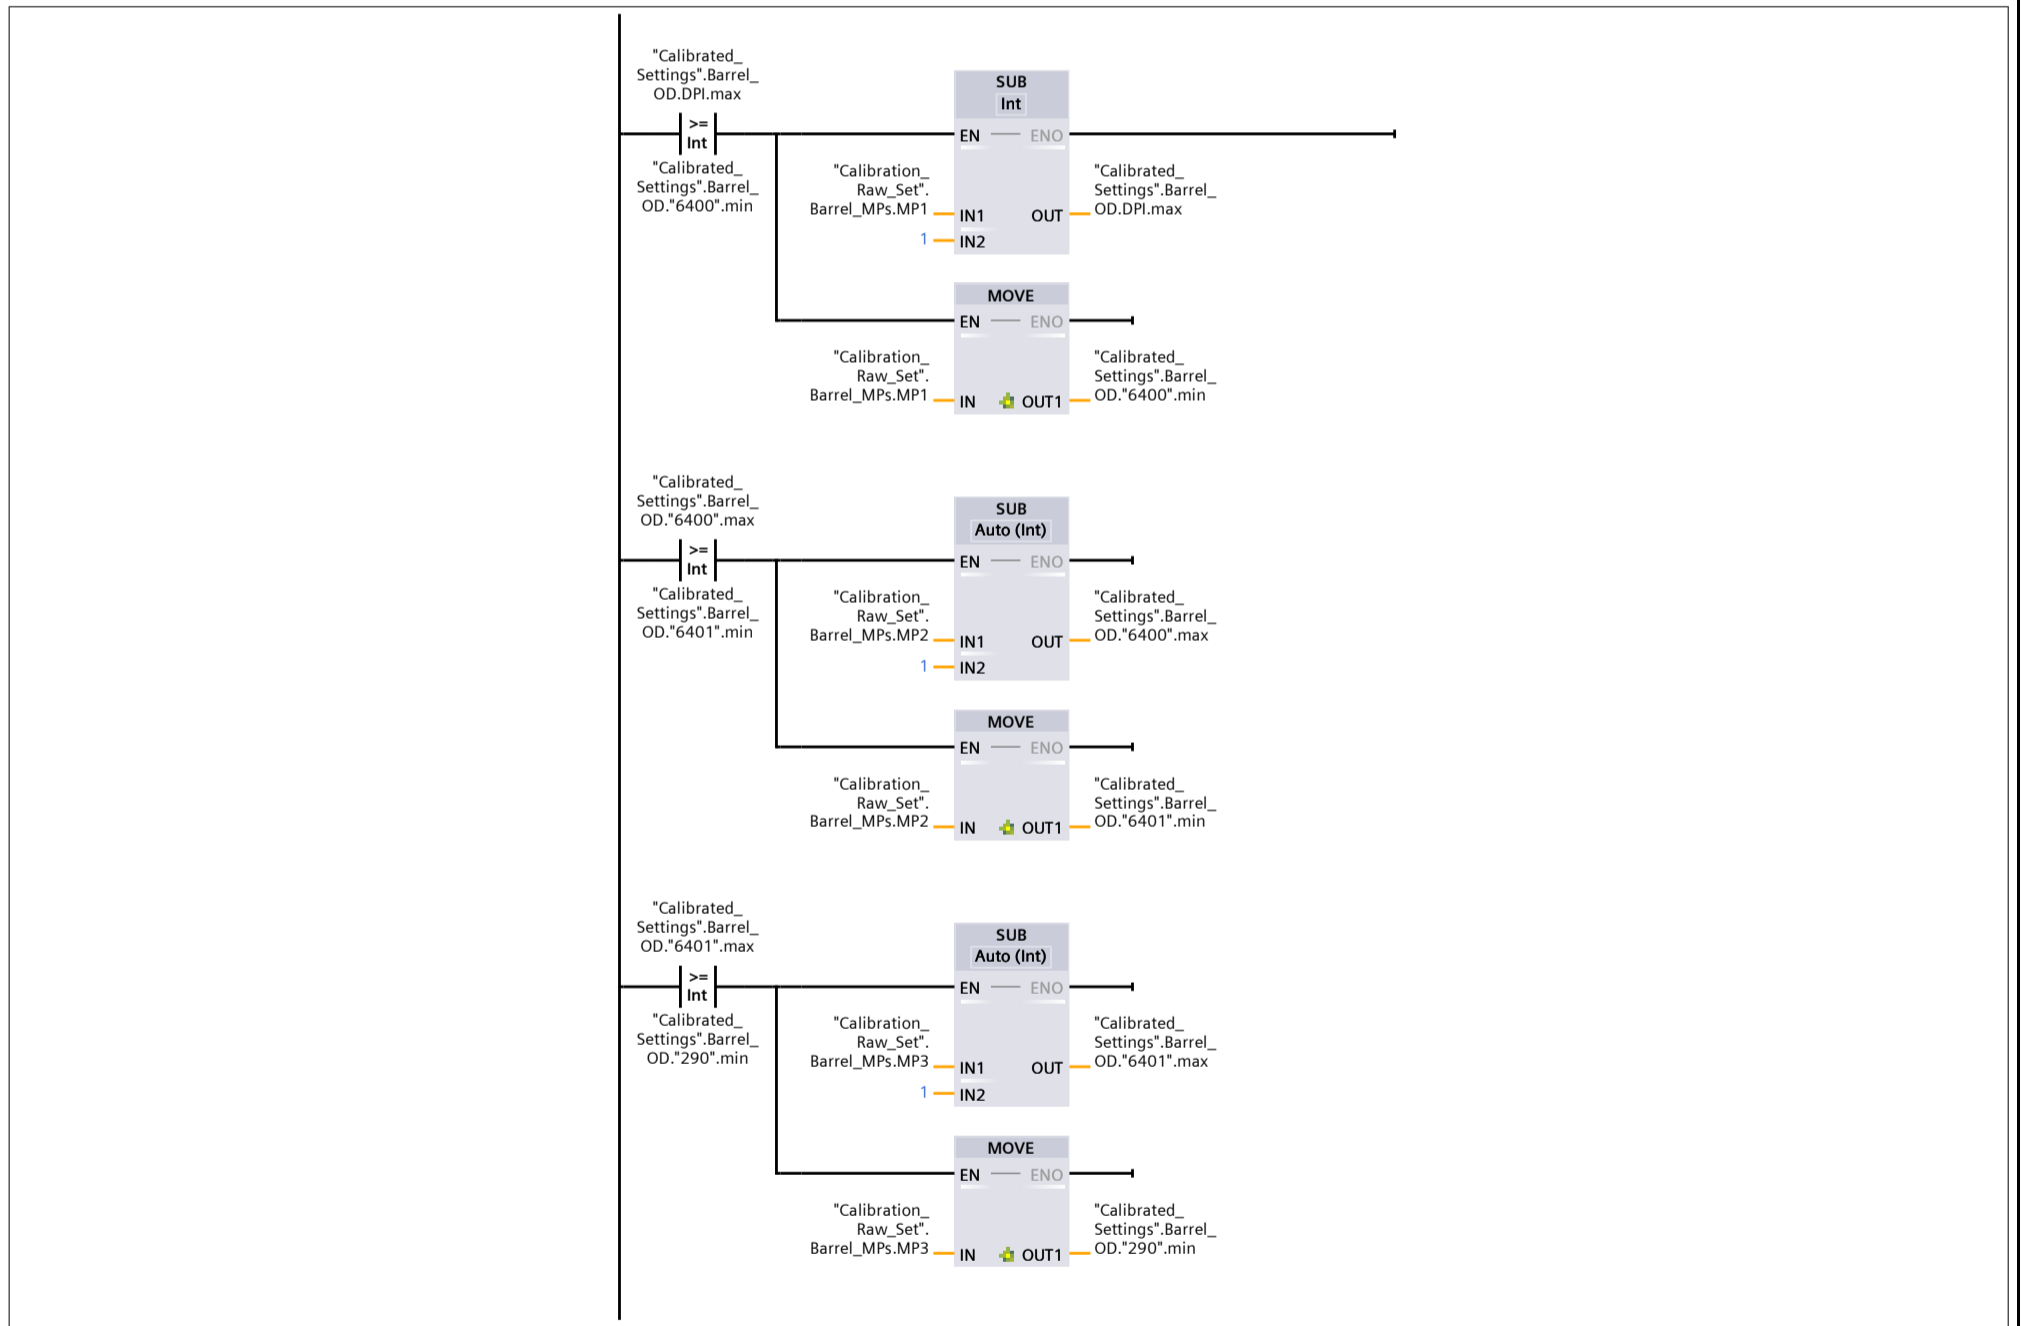 "Calibrated_
Settings".Barrel_
OD.DPI.max
>=
Int
"Calibrated_
Settings".Barrel_
OD."6400".min
SUB
Int
EN ENO
"Calibration_
Raw_Set".
Barrel_MPs.MP1
IN1 OUT
"Calibrated_
Settings".Barrel_
OD.DPI.max
1 IN2
MOVE
EN ENO
"Calibration_
Raw_Set".
Barrel_MPs.MP1
IN OUT1
"Calibrated_
Settings".Barrel_
OD."6400".min
"Calibrated_
Settings".Barrel_
OD."6400".max
>=
Int
"Calibrated_
Settings".Barrel_
OD."6401".min
SUB
Auto (Int)
EN ENO
"Calibration_
Raw_Set".
Barrel_MPs.MP2
IN1 OUT
"Calibrated_
Settings".Barrel_
OD."6400".max
1 IN2
MOVE
EN ENO
"Calibration_
Raw_Set".
Barrel_MPs.MP2
IN OUT1
"Calibrated_
Settings".Barrel_
OD."6401".min
"Calibrated_
Settings".Barrel_
OD."6401".max
>=
Int
"Calibrated_
Settings".Barrel_
OD."290".min
SUB
Auto (Int)
EN ENO
"Calibration_
Raw_Set".
Barrel_MPs.MP3
IN1 OUT
"Calibrated_
Settings".Barrel_
OD."6401".max
1 IN2
MOVE
EN ENO
"Calibration_
Raw_Set".
Barrel_MPs.MP3
IN OUT1
"Calibrated_
Settings".Barrel_
OD."290".min